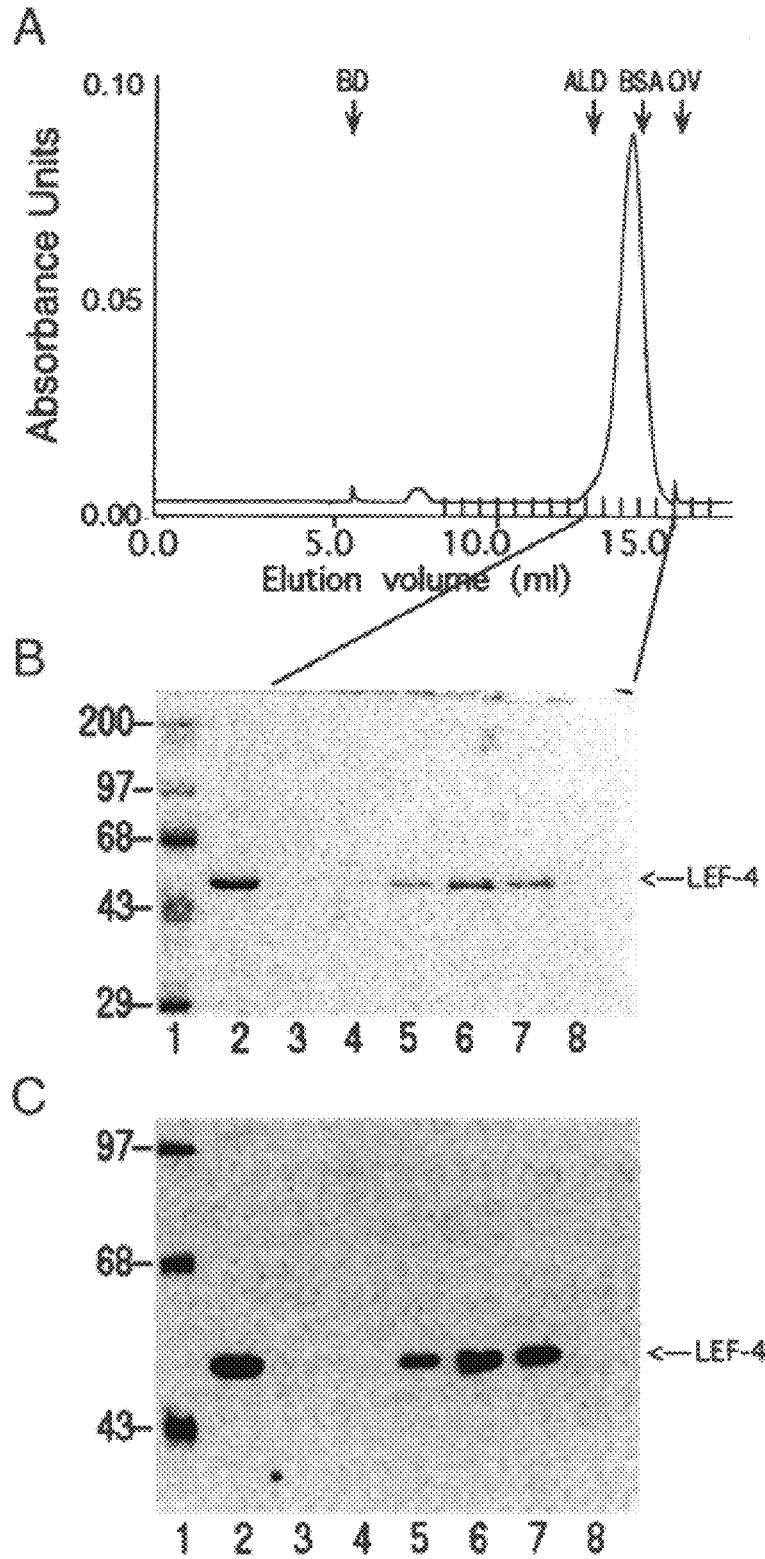 A
0.10
BD
ALD BSA OV
Absorbance Units
0.05
0.00
0.0 5.0 10.0 15.0
Elution volume (ml)
B
200
97
68
43
29
<—LEF-4
1 2 3 4 5 6 7 8
C
97
68
43
<—LEF-4
1 2 3 4 5 6 7 8